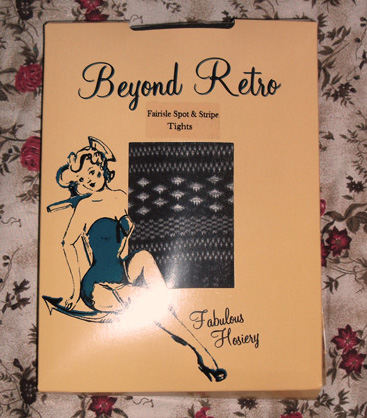 Beyond Retro
Fairisle Spot & Stripe
Tights
Fabulous
Hosiery